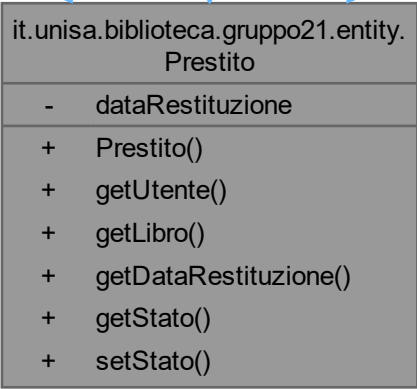 it.unisa.biblioteca.gruppo21.entity.
Prestito
- dataRestituzione
+ Prestito()
+ getUtente()
+ getLibro()
+ getDataRestituzione()
+ getStato()
+ setStato()